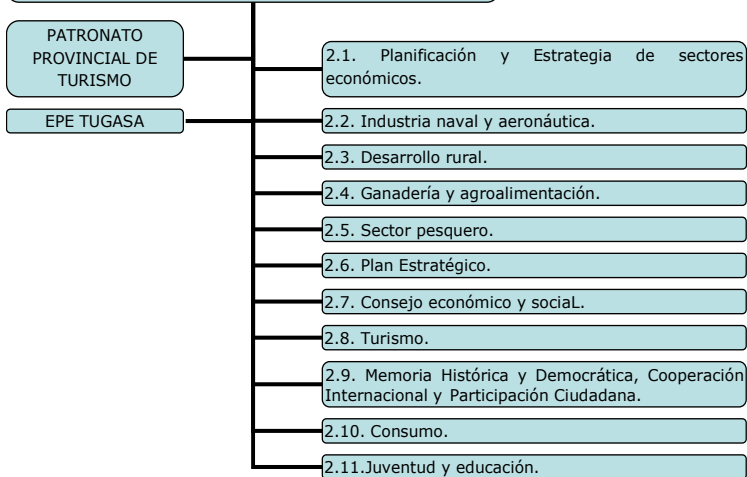 PATRONATO
PROVINCIAL DE
TURISMO
EPE TUGASA
2.1. Planificación y Estrategia de sectores
económicos.
2.2. Industria naval y aeronáutica.
2.3. Desarrollo rural.
2.4. Ganadería y agroalimentación.
2.5. Sector pesquero.
2.6. Plan Estratégico.
2.7. Consejo económico y sociaL.
2.8. Turismo.
2.9. Memoria Histórica y Democrática, Cooperación
Internacional y Participación Ciudadana.
2.10. Consumo.
2.11.Juventud y educación.